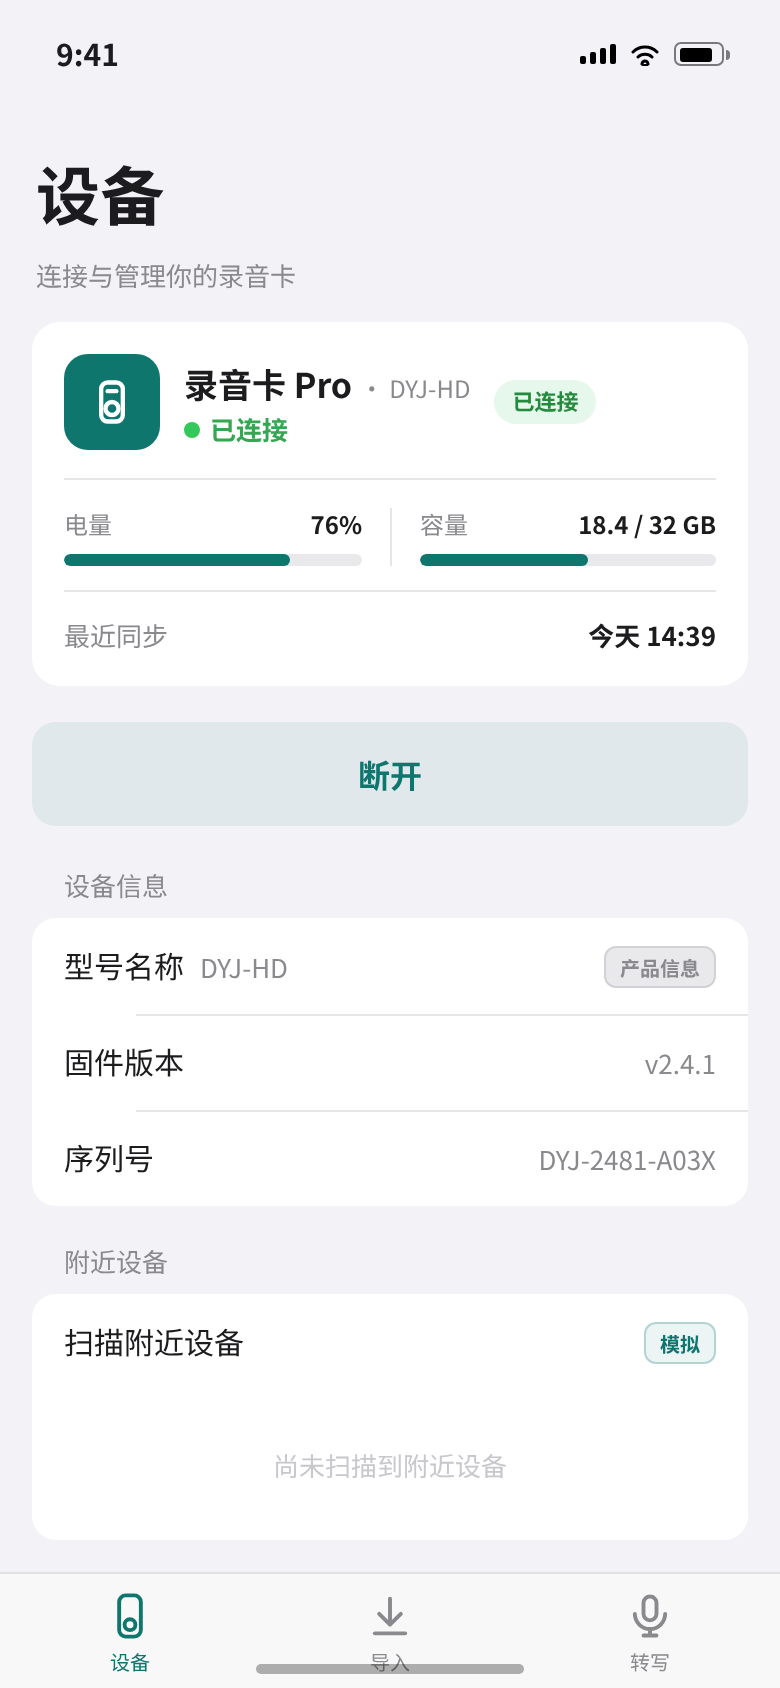 9:41
设备
连接与管理你的录音卡
录音卡 Pro · DYJ-HD 已连接
已连接
电量 76% 容量 18.4 / 32 GB
最近同步 今天 14:39
断开
设备信息
型号名称 DYJ-HD 产品信息
固件版本 v2.4.1
序列号 DYJ-2481-A03X
附近设备
扫描附近设备 模拟
尚未扫描到附近设备
设备 导入 转写